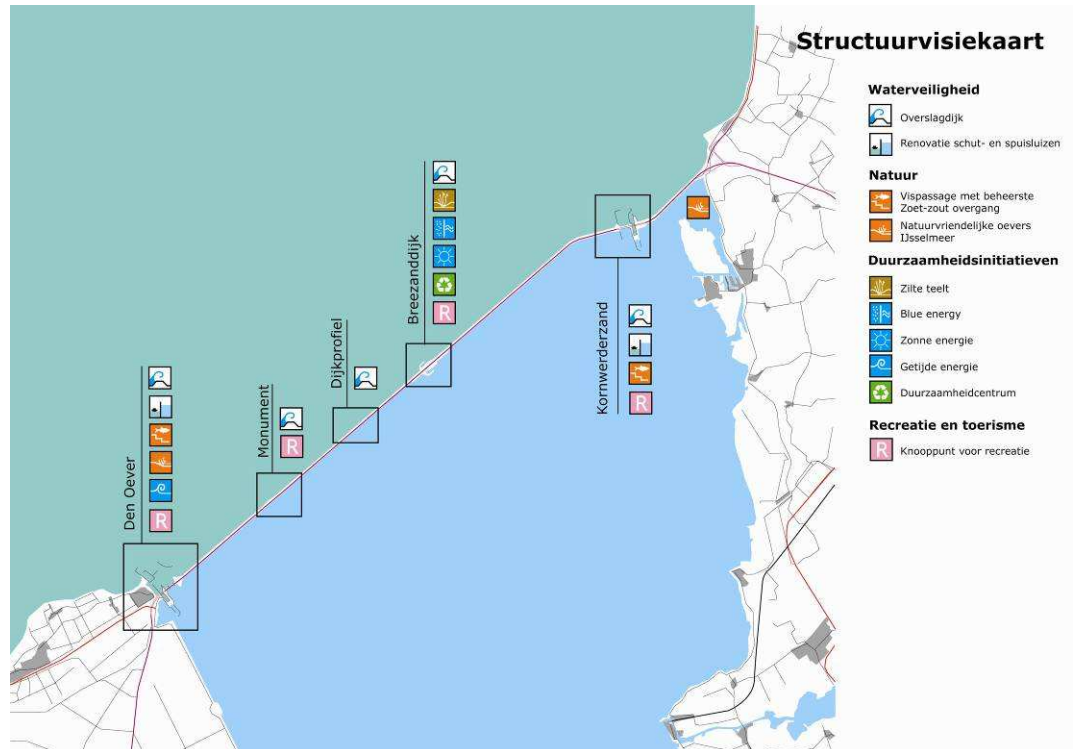 Structuurvisiekaart
Waterveiligheid
Overslagdijk
Renovatie schut- en spuisluizen
Natuur
Vispassage met beheerste
Zoet-zout overgang
Natuurvriendelijke oevers
IJsselmeer
Duurzaamheidsinitiatieven
Zilte teelt
Blue energy
Zonne energie
Getijde energie
Duurzaamheidcentrum
Recreatie en toerisme
R
Knooppunt voor recreatie
Den Oever
R
Monument
R
Dijkprofiel
Breezanddijk
R
Kornwerderzand
R